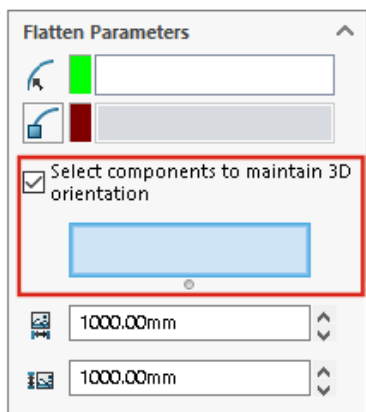 Flatten Parameters
Select components to maintain 3D
orientation
1000.00mm
1000.00mm